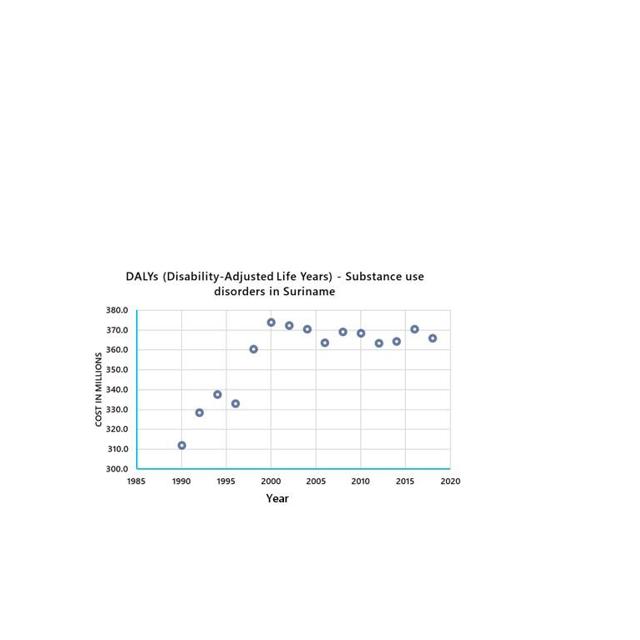 DALYs (Disability-Adjusted Life Years) - Substance use
disorders in Suriname
380.0
370.0
360.0
350.0
340.0
330.0
320.0
310.0
300.0
COST IN MILLIONS
1985 1990 1995 2000 2005 2010 2015 2020
Year